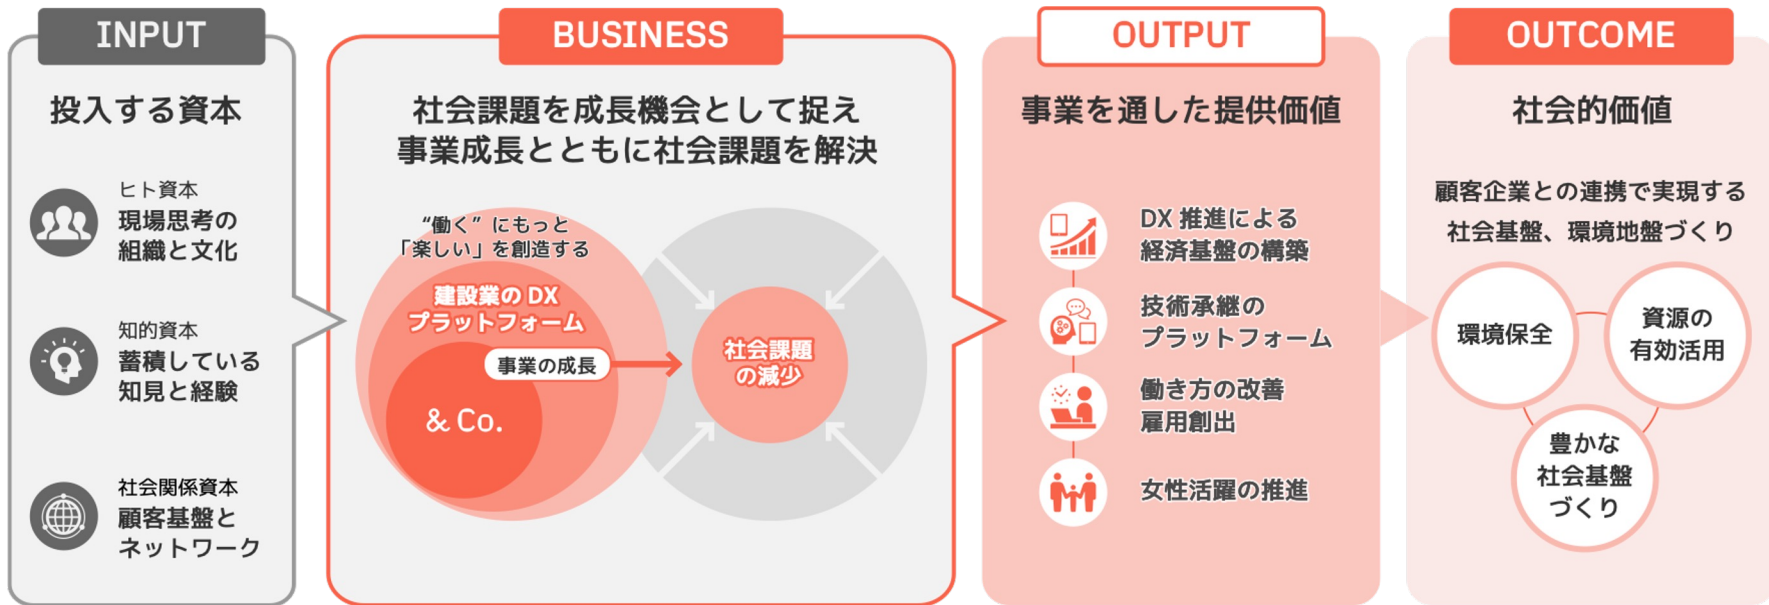 INPUT
投入する資本
ヒト資本
現場思考の
組織と文化
知的資本
蓄積している
知見と経験
社会関係資本
顧客基盤と
ネットワーク
BUSINESS
社会課題を成長機会として捉え
事業成長とともに社会課題を解決
“働く”にもっと
「楽しい」を創造する
建設業の DX
プラットフォーム
事業の成長
& Co.
社会課題
の減少
OUTPUT
事業を通した提供価値
DX 推進による
経済基盤の構築
技術承継の
プラットフォーム
働き方の改善
雇用創出
女性活躍の推進
OUTCOME
社会的価値
顧客企業との連携で実現する
社会基盤、環境地盤づくり
環境保全
資源の
有効活用
豊かな
社会基盤
づくり